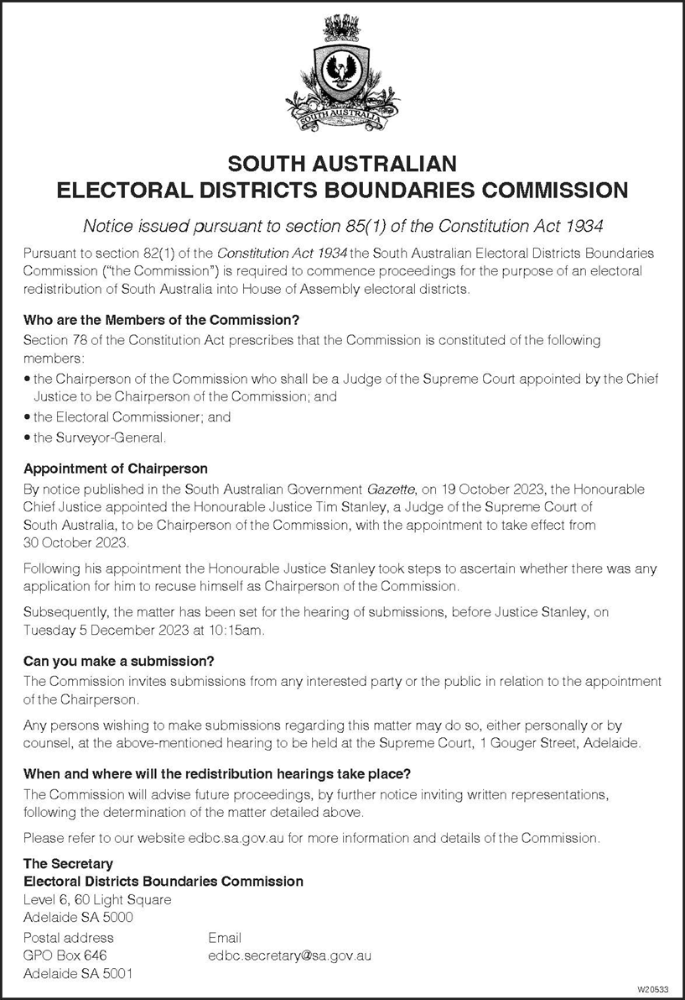 SOUTH AUSTRALIA
SOUTH AUSTRALIAN
ELECTORAL DISTRICTS BOUNDARIES COMMISSION
Notice issued pursuant to section 85(1) of the Constitution Act 1934
Pursuant to section 82(1) of the Constitution Act 1934 the South Australian Electoral Districts Boundaries
Commission (“the Commission”) is required to commence proceedings for the purpose of an electoral
redistribution of South Australia into House of Assembly electoral districts.
Who are the Members of the Commission?
Section 78 of the Constitution Act prescribes that the Commission is constituted of the following
members:
• the Chairperson of the Commission who shall be a Judge of the Supreme Court appointed by the Chief
Justice to be Chairperson of the Commission; and
• the Electoral Commissioner; and
• the Surveyor-General.
Appointment of Chairperson
By notice published in the South Australian Government Gazette, on 19 October 2023, the Honourable
Chief Justice appointed the Honourable Justice Tim Stanley, a Judge of the Supreme Court of
South Australia, to be Chairperson of the Commission, with the appointment to take effect from
30 October 2023.
Following his appointment the Honourable Justice Stanley took steps to ascertain whether there was any
application for him to recuse himself as Chairperson of the Commission.
Subsequently, the matter has been set for the hearing of submissions, before Justice Stanley, on
Tuesday 5 December 2023 at 10:15am.
Can you make a submission?
The Commission invites submissions from any interested party or the public in relation to the appointment
of the Chairperson.
Any persons wishing to make submissions regarding this matter may do so, either personally or by
counsel, at the above-mentioned hearing to be held at the Supreme Court, 1 Gouger Street, Adelaide.
When and where will the redistribution hearings take place?
The Commission will advise future proceedings, by further notice inviting written representations,
following the determination of the matter detailed above.
Please refer to our website edbc.sa.gov.au for more information and details of the Commission.
The Secretary
Electoral Districts Boundaries Commission
Level 6, 60 Light Square
Adelaide SA 5000
Postal address
GPO Box 646
Adelaide SA 5001
Email
edbc.secretary@sa.gov.au
W20533